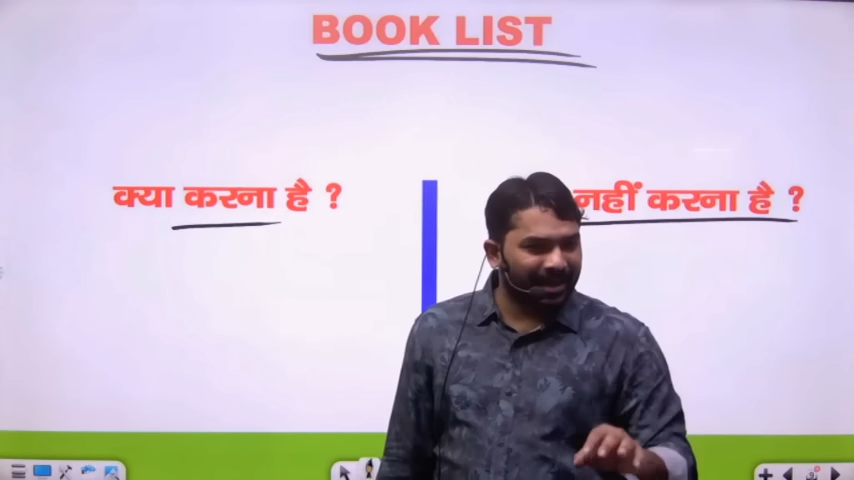 BOOK LIST
क्या करना है ?
नहीं करना है ?